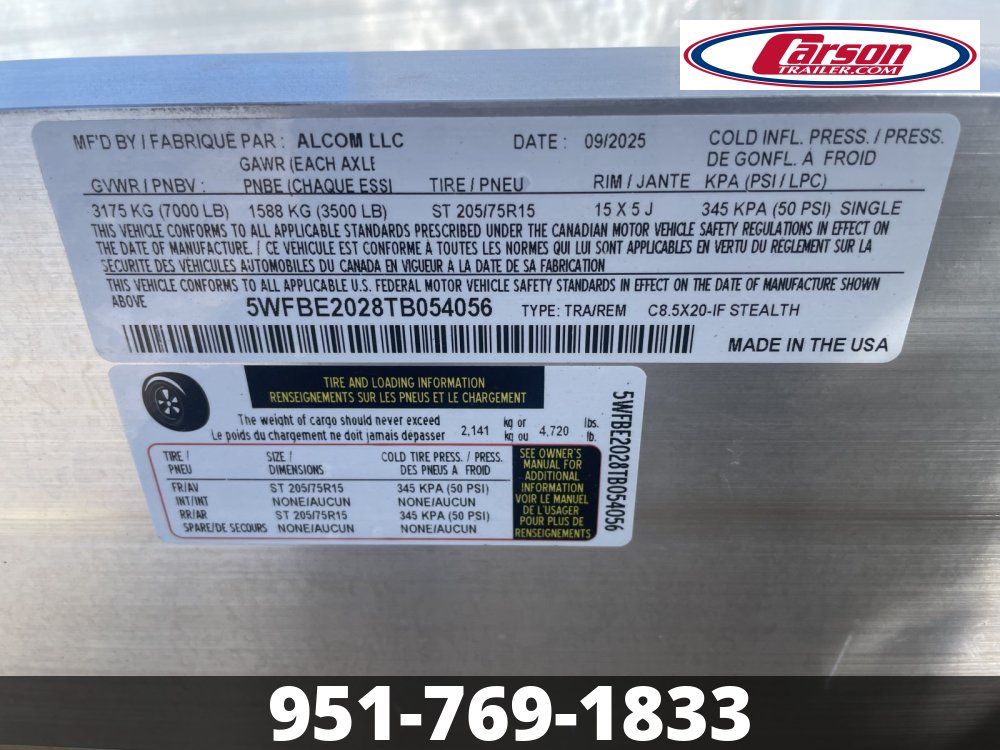 Carson
TRAILER.COM
MF'D BY / FABRIQUÉ PAR : ALCOM LLC DATE : 09/2025 COLD INFL. PRESS. / PRESS.
DE GONFL. À FROID
GAWR (EACH AXLE
GVWR / PNBV : PNBE (CHAQUE ESSI TIRE / PNEU RIM / JANTE KPA (PSI / LPC)
3175 KG (7000 LB) 1588 KG (3500 LB) ST 205/75R15 15 X 5 J 345 KPA (50 PSI) SINGLE
THIS VEHICLE CONFORMS TO ALL APPLICABLE STANDARDS PRESCRIBED UNDER THE CANADIAN MOTOR VEHICLE SAFETY REGULATIONS IN EFFECT ON
THE DATE OF MANUFACTURE. / CE VÉHICULE EST CONFORME À TOUTES LES NORMES QUI LUI SONT APPLICABLES EN VERTU DU RÈGLEMENT SUR LA
SÉCURITÉ DES VÉHICULES AUTOMOBILES DU CANADA EN VIGUEUR A LA DATE DE SA FABRICATION
THIS VEHICLE CONFORMS TO ALL APPLICABLE U.S. FEDERAL MOTOR VEHICLE SAFETY STANDARDS IN EFFECT ON THE DATE OF MANUFACTURE SHOWN
ABOVE 5WFBE2028TB054056 TYPE: TRA/REM C8.5X20-IF STEALTH
MADE IN THE USA
TIRE AND LOADING INFORMATION
RENSEIGNEMENTS SUR LES PNEUS ET LE CHARGEMENT
The weight of cargo should never exceed 2,141 kg or 4,720 lbs.
Le poids du chargement ne doit jamais dépasser kg ou lb.
TIRE / SIZE / COLD TIRE PRESS. / PRESS.
PNEU DIMENSIONS DES PNEUS À FROID
FR/AV ST 205/75R15 345 KPA (50 PSI)
INT/INT NONE/AUCUN NONE/AUCUN
RR/AR ST 205/75R15 345 KPA (50 PSI)
SPARE/DE SECOURS NONE/AUCUN NONE/AUCUN
SEE OWNER'S
MANUAL FOR
ADDITIONAL
INFORMATION
VOIR LE MANUEL
DE L'USAGER
POUR PLUS DE
RENSEIGNEMENTS
5WFBE2028TB054056
951-769-1833